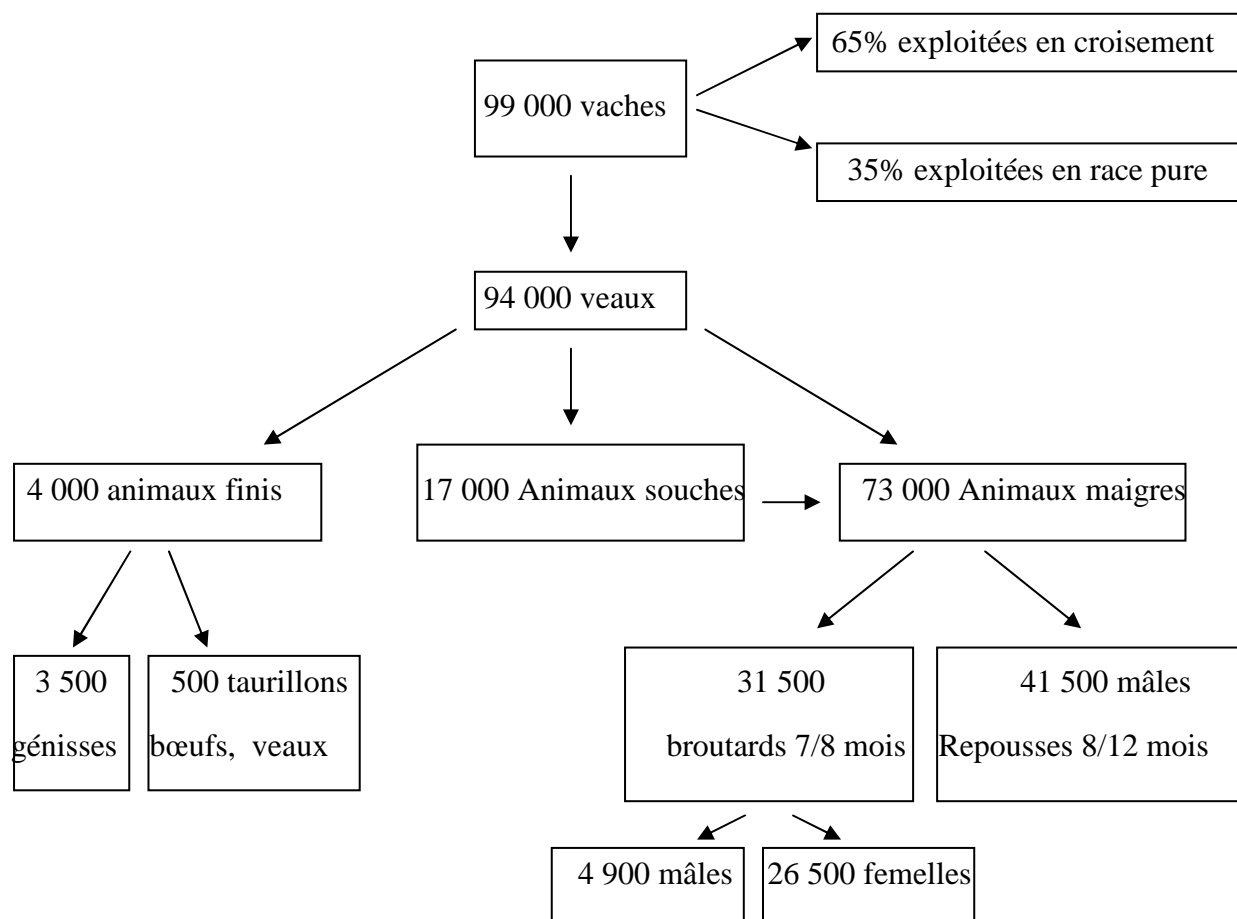 65% exploitées en croisement
99 000 vaches
35% exploitées en race pure
94 000 veaux
4 000 animaux finis
17 000 Animaux souches
73 000 Animaux maigres
3 500
génisses
500 taurillons
bœufs, veaux
31 500
broutards 7/8 mois
41 500 mâles
Repousses 8/12 mois
4 900 mâles
26 500 femelles